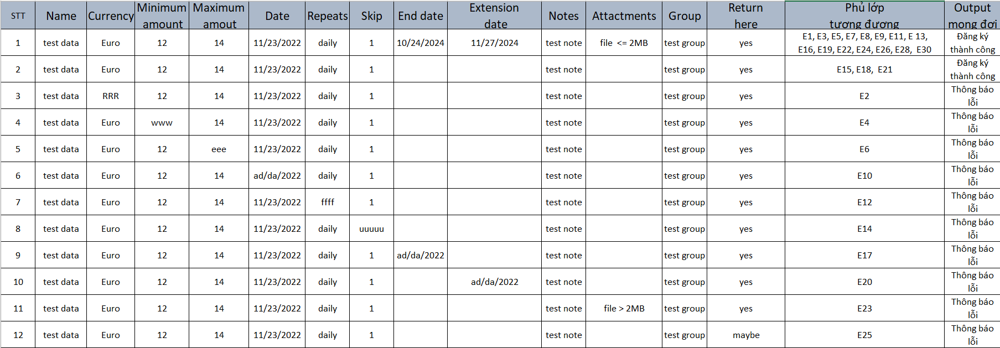 STT Name Currency Minimum amount Maximum amout Date Repeats Skip End date Extension date Notes Attactments Group Return here Phủ lớp tương đương Output mong đợi
1 test data Euro 12 14 11/23/2022 daily 1 10/24/2024 11/27/2024 test note file <= 2MB test group yes E1, E3, E5, E7, E8, E9, E11, E 13, E16, E19, E22, E24, E26, E28, E30 Đăng ký thành công
2 test data Euro 12 14 11/23/2022 daily 1 test note test group yes E15, E18, E21 Đăng ký thành công
3 test data RRR 12 14 11/23/2022 daily 1 test note test group yes E2 Thông báo lỗi
4 test data Euro www 14 11/23/2022 daily 1 test note test group yes E4 Thông báo lỗi
5 test data Euro 12 eee 11/23/2022 daily 1 test note test group yes E6 Thông báo lỗi
6 test data Euro 12 14 ad/da/2022 daily 1 test note test group yes E10 Thông báo lỗi
7 test data Euro 12 14 11/23/2022 ffff 1 test note test group yes E12 Thông báo lỗi
8 test data Euro 12 14 11/23/2022 daily uuuuu test note test group yes E14 Thông báo lỗi
9 test data Euro 12 14 11/23/2022 daily 1 ad/da/2022 test note test group yes E17 Thông báo lỗi
10 test data Euro 12 14 11/23/2022 daily 1 ad/da/2022 test note test group yes E20 Thông báo lỗi
11 test data Euro 12 14 11/23/2022 daily 1 test note file > 2MB test group yes E23 Thông báo lỗi
12 test data Euro 12 14 11/23/2022 daily 1 test note test group maybe E25 Thông báo lỗi